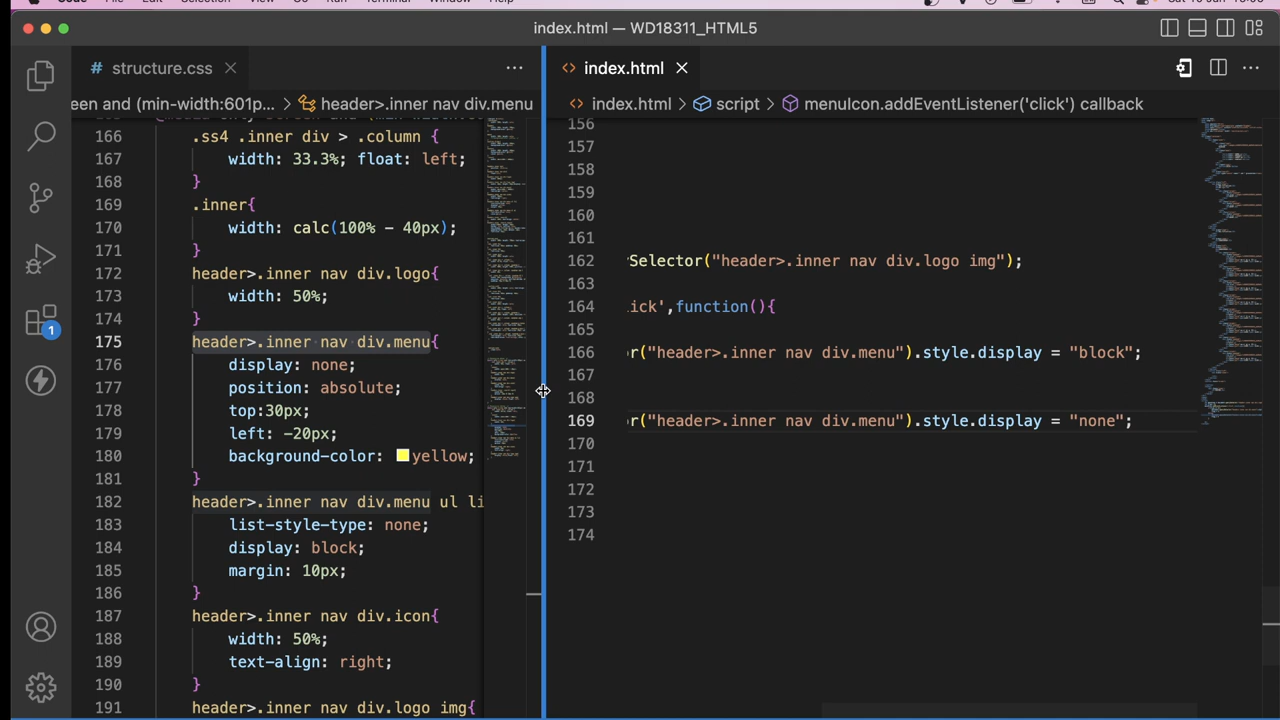 index.html — WD18311_HTML5
# structure.css
een and (min-width:601p... > header>.inner nav div.menu
166 .ss4 .inner div > .column {
167 width: 33.3%; float: left;
168 }
169 .inner{
170 width: calc(100% - 40px);
171 }
172 header>.inner nav div.logo{
173 width: 50%;
174 }
175 header>.inner nav div.menu{
176 display: none;
177 position: absolute;
178 top:30px;
179 left: -20px;
180 background-color: yellow;
181 }
182 header>.inner nav div.menu ul li
183 list-style-type: none;
184 display: block;
185 margin: 10px;
186 }
187 header>.inner nav div.icon{
188 width: 50%;
189 text-align: right;
190 }
191 header>.inner nav div.logo img{
1
index.html
index.html > script > menuIcon.addEventListener('click') callback
156
157
158
159
160
161
162 Selector("header>.inner nav div.logo img");
163
164 ick',function(){
165
166 r("header>.inner nav div.menu").style.display = "block";
167
168
169 r("header>.inner nav div.menu").style.display = "none";
170
171
172
173
174